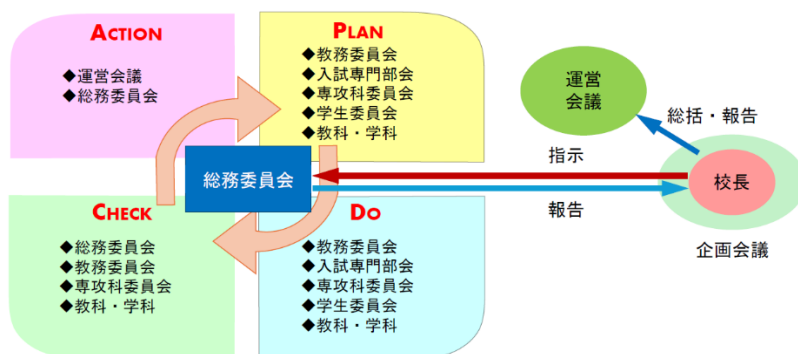 ACTION
◆運営会議
◆総務委員会
PLAN
◆教務委員会
◆入試専門部会
◆専攻科委員会
◆学生委員会
◆教科・学科
総務委員会
CHECK
◆総務委員会
◆教務委員会
◆専攻科委員会
◆教科・学科
DO
◆教務委員会
◆入試専門部会
◆専攻科委員会
◆学生委員会
◆教科・学科
運営
会議
総括・報告
指示
校長
報告
企画会議